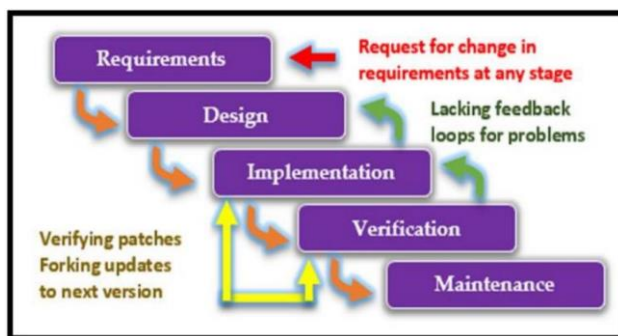 Requirements
Request for change in
requirements at any stage
Design
Lacking feedback
loops for problems
Implementation
Verification
Verifying patches
Forking updates
to next version
Maintenance